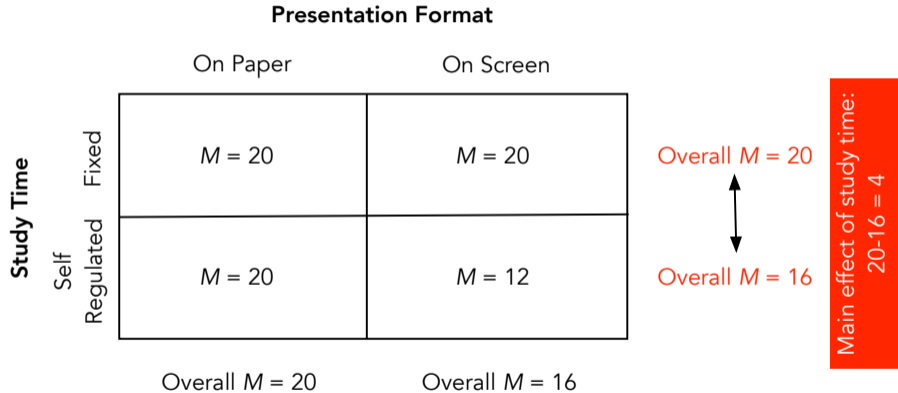 Presentation Format
On Paper
On Screen
Study Time
Fixed
M = 20
M = 20
Overall M = 20
Self
Regulated
M = 20
M = 12
Overall M = 16
Overall M = 20
Overall M = 16
Main effect of study time:
20-16 = 4